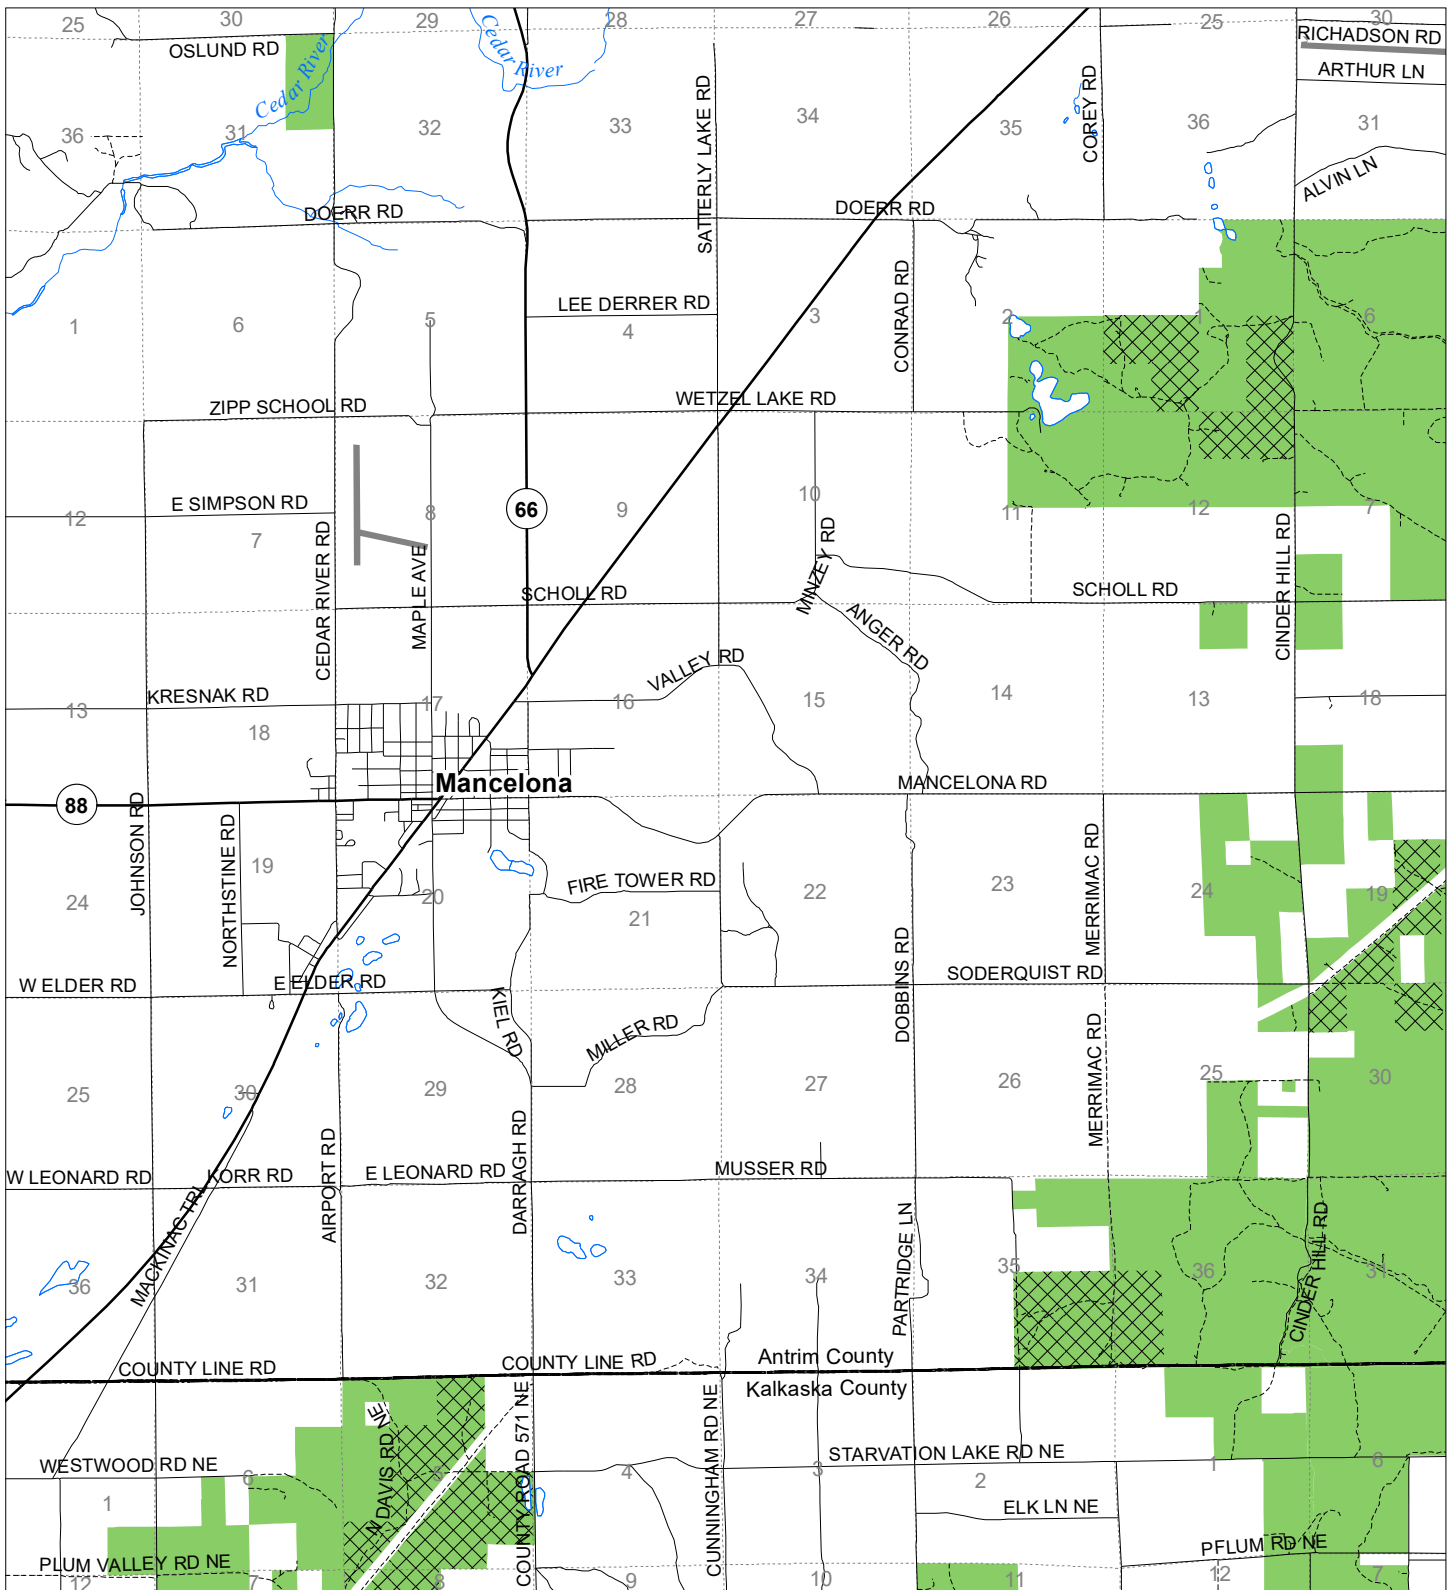 25
30
29
28
27
26
25
30
OSLUND RD
Cedar River
Cedar
River
RICHADSON RD
ARTHUR LN
36
31
32
33
34
35
36
31
SATTERLY LAKE RD
COREY RD
ALVIN LN
DOERR RD
DOERR RD
LEE DERRER RD
CONRAD RD
1
6
5
4
3
2
1
6
ZIPP SCHOOL RD
WETZEL LAKE RD
E SIMPSON RD
66
12
7
8
9
10
11
12
7
CEDAR RIVER RD
MAPLE AVE
SCHOLL RD
MINZEY RD
ANGER RD
SCHOLL RD
CINDER HILL RD
VALLEY RD
KRESNAK RD
13
18
17
16
15
14
13
18
Mancelona
MANCELONA RD
88
JOHNSON RD
NORTHSTINE RD
MERRIMAC RD
FIRE TOWER RD
24
19
20
21
22
23
24
19
DOBBINS RD
W ELDER RD
E ELDER RD
SODERQUIST RD
KIEL RD
MILLER RD
MERRIMAC RD
25
30
29
28
27
26
25
30
AIRPORT RD
DARRAGH RD
W LEONARD RD
KORR RD
E LEONARD RD
MUSSER RD
MACKINAC TRL
PARTRIDGE LN
CINDER HILL RD
36
31
32
33
34
35
36
31
COUNTY LINE RD
COUNTY LINE RD
Antrim County
Kalkaska County
N DAVIS RD NE
COUNTY ROAD 571 NE
CUNNINGHAM RD NE
WESTWOOD RD NE
STARVATION LAKE RD NE
1
6
5
4
3
2
1
6
ELK LN NE
PLUM VALLEY RD NE
PFLUM RD NE
12
7
8
9
10
11
12
7